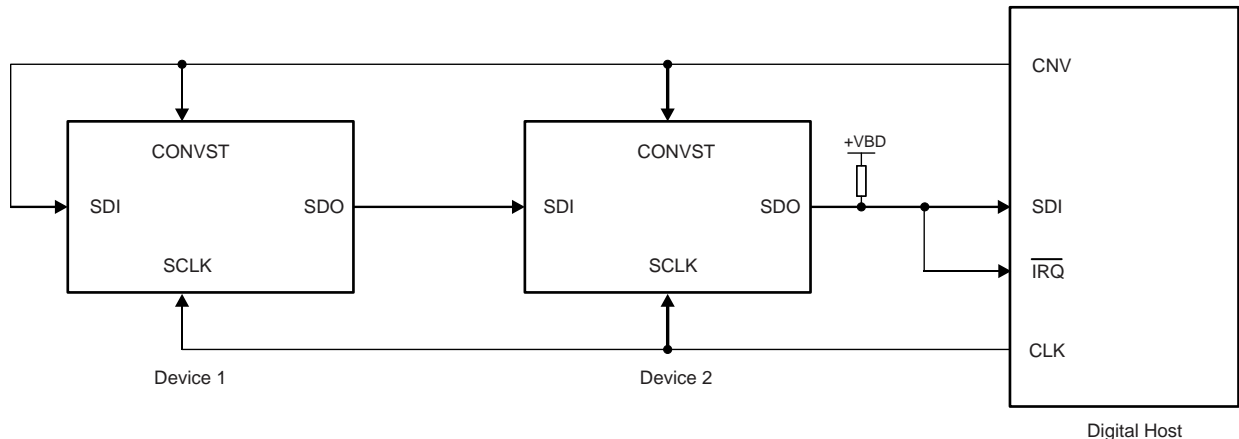 CNV
CONVST
CONVST
+VBD
SDI
SDO
SDI
SDO
SDI
SCLK
SCLK
IRQ
CLK
Device 1
Device 2
Digital Host